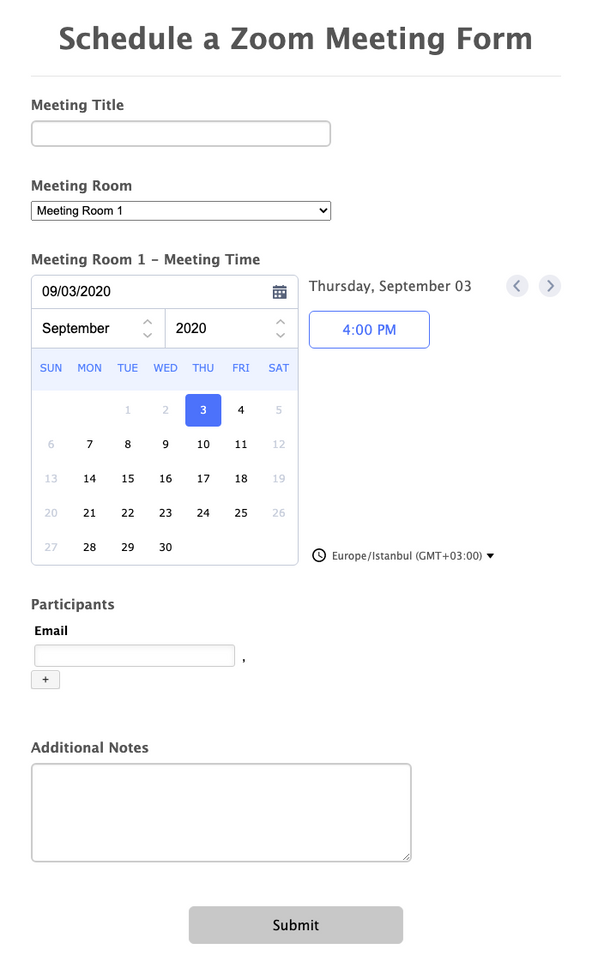 Schedule a Zoom Meeting Form
Meeting Title
Meeting Room
Meeting Room 1
Meeting Room 1 – Meeting Time
09/03/2020
Thursday, September 03
September 2020
4:00 PM
SUN MON TUE WED THU FRI SAT
1 2 3 4 5
6 7 8 9 10 11 12
13 14 15 16 17 18 19
20 21 22 23 24 25 26
27 28 29 30
Europe/Istanbul (GMT+03:00)
Participants
Email
,
+
Additional Notes
Submit